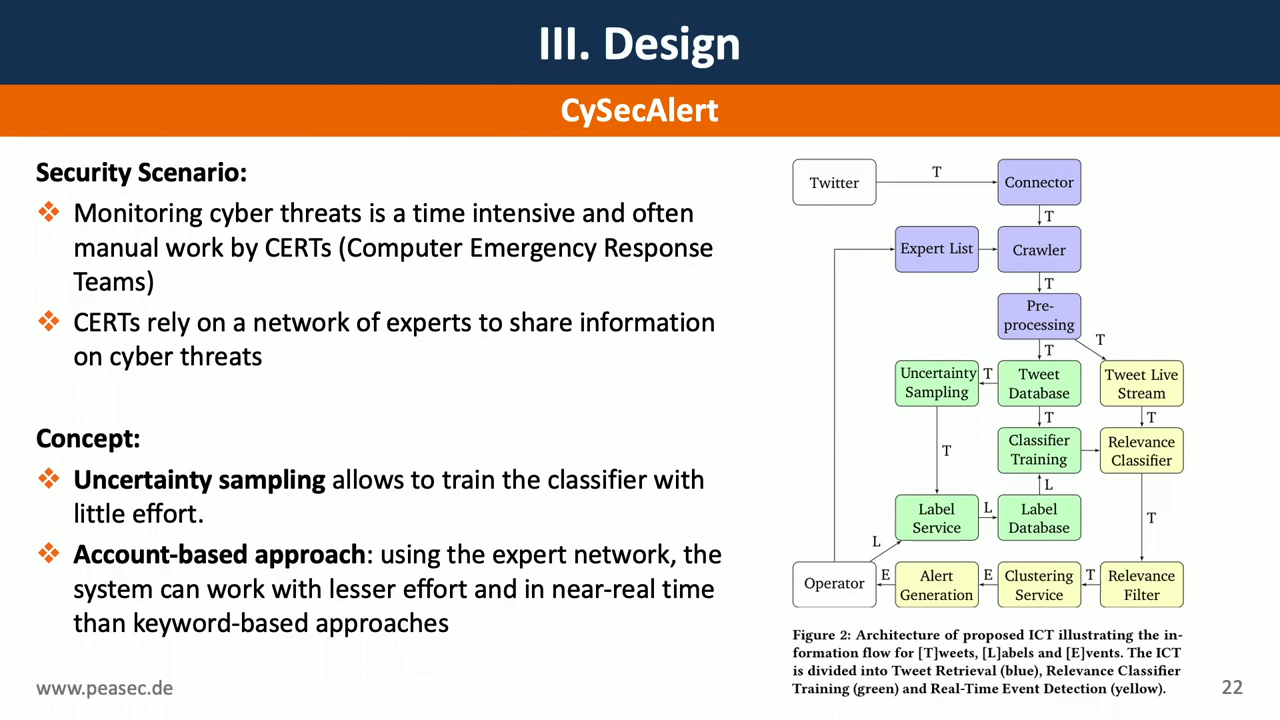 III. Design
CySecAlert
Security Scenario:
❖ Monitoring cyber threats is a time intensive and often
manual work by CERTs (Computer Emergency Response
Teams)
❖ CERTs rely on a network of experts to share information
on cyber threats
Concept:
❖ Uncertainty sampling allows to train the classifier with
little effort.
❖ Account-based approach: using the expert network, the
system can work with lesser effort and in near-real time
than keyword-based approaches
Twitter
T
Connector
T
Expert List
Crawler
T
Pre-
processing
T
T
Uncertainty
Sampling
T
Tweet
Database
Tweet Live
Stream
T
T
T
Classifier
Training
Relevance
Classifier
L
T
Label
Service
L
Label
Database
L
Operator
E
Alert
Generation
E
Clustering
Service
T
Relevance
Filter
Figure 2: Architecture of proposed ICT illustrating the in-
formation flow for [T]weets, [L]abels and [E]vents. The ICT
is divided into Tweet Retrieval (blue), Relevance Classifier
Training (green) and Real-Time Event Detection (yellow).
www.peasec.de
22